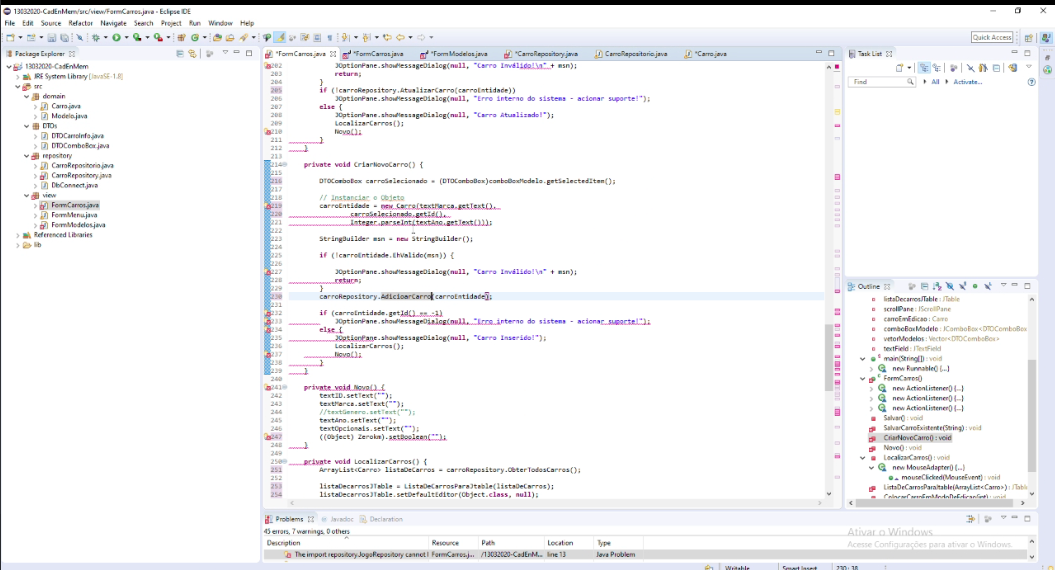 13032020-CadEnMem/src/view/FormCarros.java - Eclipse IDE
File Edit Source Refactor Navigate Search Project Run Window Help
Quick Access
Package Explorer
13032020-CadEnMem
JRE System Library [JavaSE-1.8]
src
domain
Carro.java
Modelo.java
DTOs
DTOCarroInfo.java
DTOComboBox.java
repository
CarroRepositorio.java
CarroRepository.java
DbConnect.java
view
FormCarros.java
FormMenu.java
FormModelos.java
Referenced Libraries
lib
*FormCarros.java *FormCarros.java *FormModelos.java *CarroRepository.java CarroRepositorio.java *Carro.java
202 JOptionPane.showMessageDialog(null, "Carro Inválido!\n" + msn);
203 return;
204 }
205 if (!carroRepository.AtualizarCarro(carroEntidade))
206 JOptionPane.showMessageDialog(null, "Erro interno do sistema - acionar suporte!");
207 else {
208 JOptionPane.showMessageDialog(null, "Carro Atualizado!");
209 LocalizarCarros();
210 Novo();
211 }
212 }
213
214 private void CriarNovoCarro() {
215
216 DTOComboBox carroSelecionado = (DTOComboBox)comboBoxModelo.getSelectedItem();
217
218 // Instanciar o Objeto
219 carroEntidade = new Carro(textMarca.getText(),
220 carroSelecionado.getId(),
221 Integer.parseInt(textAno.getText()));
222
223 StringBuilder msn = new StringBuilder();
224
225 if (!carroEntidade.EhValido(msn)) {
226
227 JOptionPane.showMessageDialog(null, "Carro Inválido!\n" + msn);
228 return;
229 }
230 carroRepository.AdicioarCarro(carroEntidade);
231
232 if (carroEntidade.getId() == -1)
233 JOptionPane.showMessageDialog(null, "Erro interno do sistema - acionar suporte!");
234 else {
235 JOptionPane.showMessageDialog(null, "Carro Inserido!");
236 LocalizarCarros();
237 Novo();
238 }
239 }
240
241 private void Novo() {
242 textID.setText("");
243 textMarca.setText("");
244 //textGenero.setText("");
245 textAno.setText("");
246 textOpcionais.setText("");
247 ((Object) Zerokm).setBoolean("");
248 }
249
250 private void LocalizarCarros() {
251 ArrayList<Carro> listaDeCarros = carroRepository.ObterTodosCarros();
252
253 listaDecarrosJTable = ListaDeCarrosParaJtable(listaDeCarros);
254 listaDecarrosJTable.setDefaultEditor(Object.class, null);
Problems Javadoc Declaration
45 errors, 7 warnings, 0 others
Description Resource Path Location Type
The import repository.JogoRepository cannot FormCarros.j... /13032020-CadEnM... line 13 Java Problem
Task List
Find All Activate...
Outline
listaDecarrosJTable : JTable
scrollPane : JScrollPane
carroEmEdicao : Carro
comboBoxModelo : JComboBox<DTOComboBox
vetorModelos : Vector<DTOComboBox>
textField : JTextField
main(String[]) : void
new Runnable() {...}
FormCarros()
new ActionListener() {...}
new ActionListener() {...}
new ActionListener() {...}
Salvar() : void
SalvarCarroExistente(String) : void
CriarNovoCarro() : void
Novo() : void
LocalizarCarros() : void
new MouseAdapter() {...}
mouseClicked(MouseEvent) : void
ListaDeCarrosParaJtable(ArrayList<Carro>) : JTabl
ColocarCarroEmModoDeEdicao(int) : void
Ativar o Windows
Acesse Configurações para ativar o Windows.
Writable Smart Insert 230 : 38